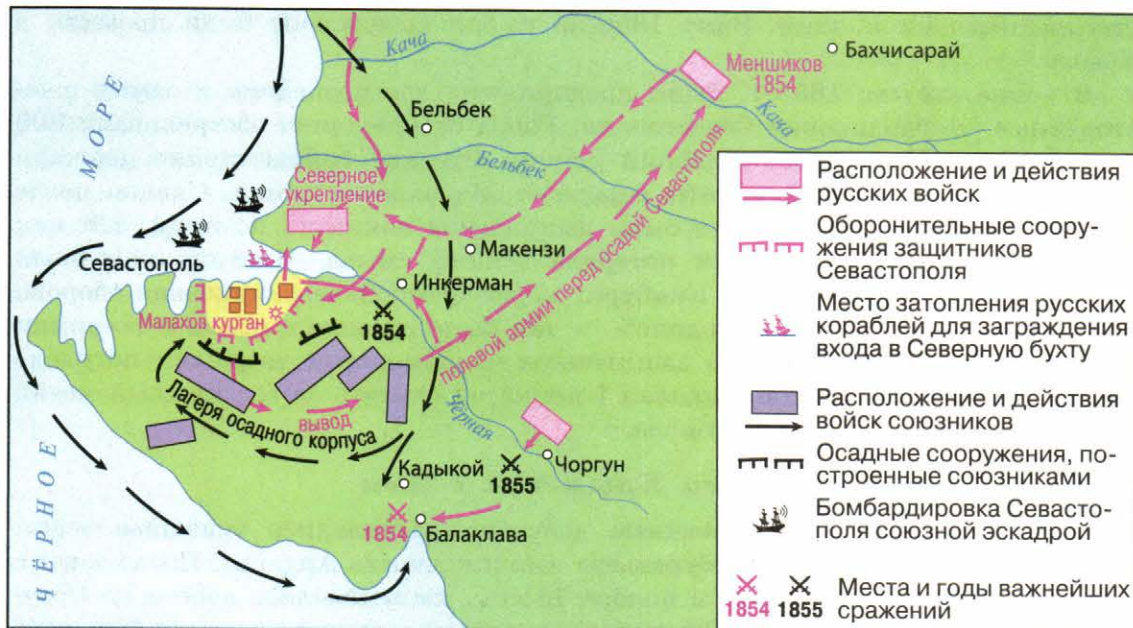 Кача
Бахчисарай
Меншиков
1854
Кача
МОРЕ
Бельбек
Бельбек
Северное
укрепление
Севастополь
Макензи
Инкерман
Малахов курган
1854
полевой армии перед осадой Севастополя
вывод
Лагеря осадного корпуса
Черная
Чоргун
Кадыкой
1855
1854
Балаклава
ЧЕРНОЕ
Расположение и действия
русских войск
Оборонительные соору-
жения защитников
Севастополя
Место затопления русских
кораблей для заграждения
входа в Северную бухту
Расположение и действия
войск союзников
Осадные сооружения, по-
строенные союзниками
Бомбардировка Севасто-
поля союзной эскадрой
1854 1855
Места и годы важнейших
сражений